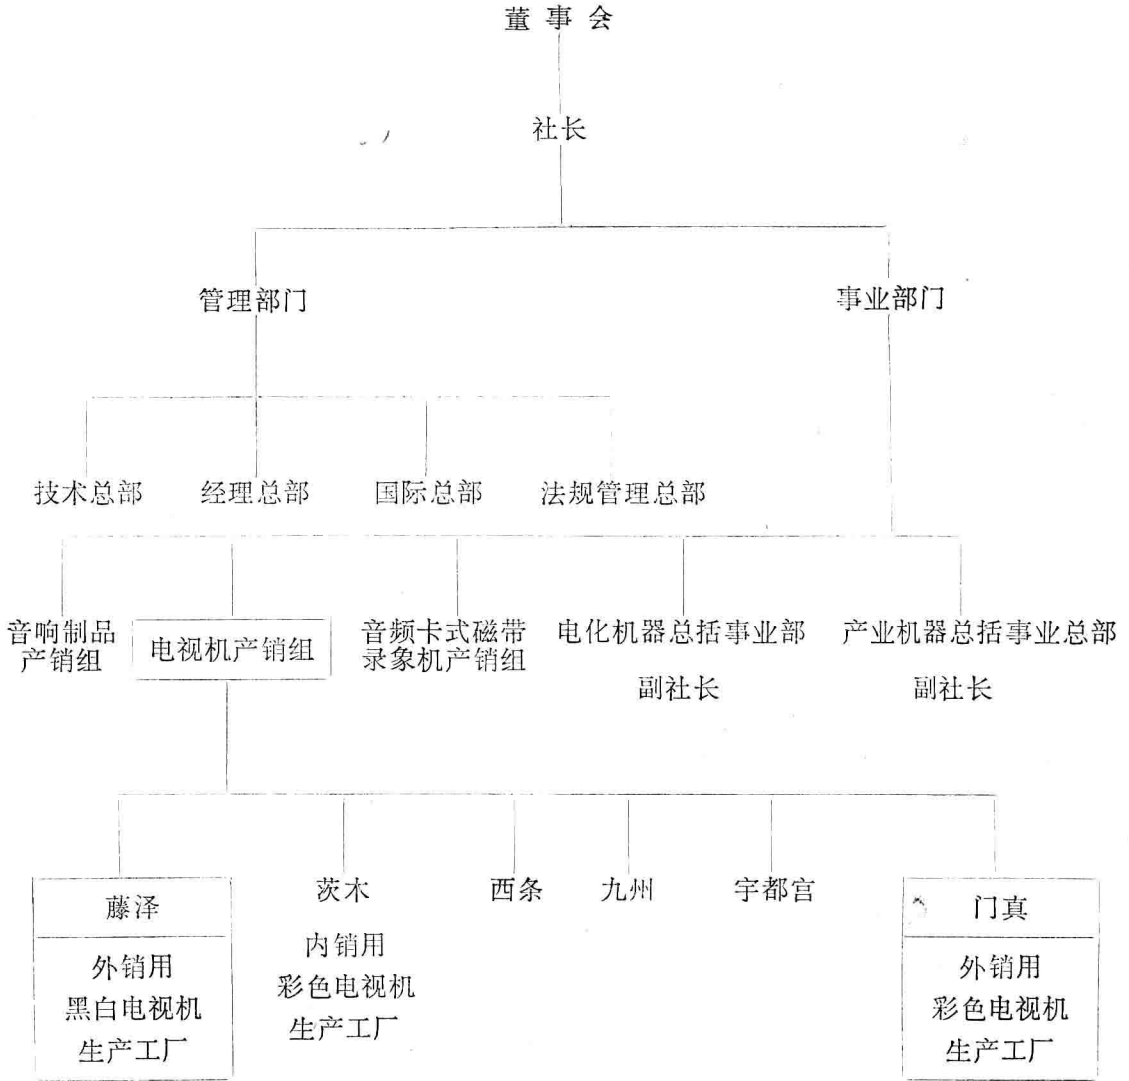 董事会
社长
管理部门
事业部门
技术总部
经理总部
国际总部
法规管理总部
音响制品
产销组
电视机产销组
音频卡式磁带
录象机产销组
电化机器总括事业部
副社长
产业机器总括事业总部
副社长
藤泽
外销用
黑白电视机
生产工厂
茨木
内销用
彩色电视机
生产工厂
西条
九州
宇都宫
门真
外销用
彩色电视机
生产工厂